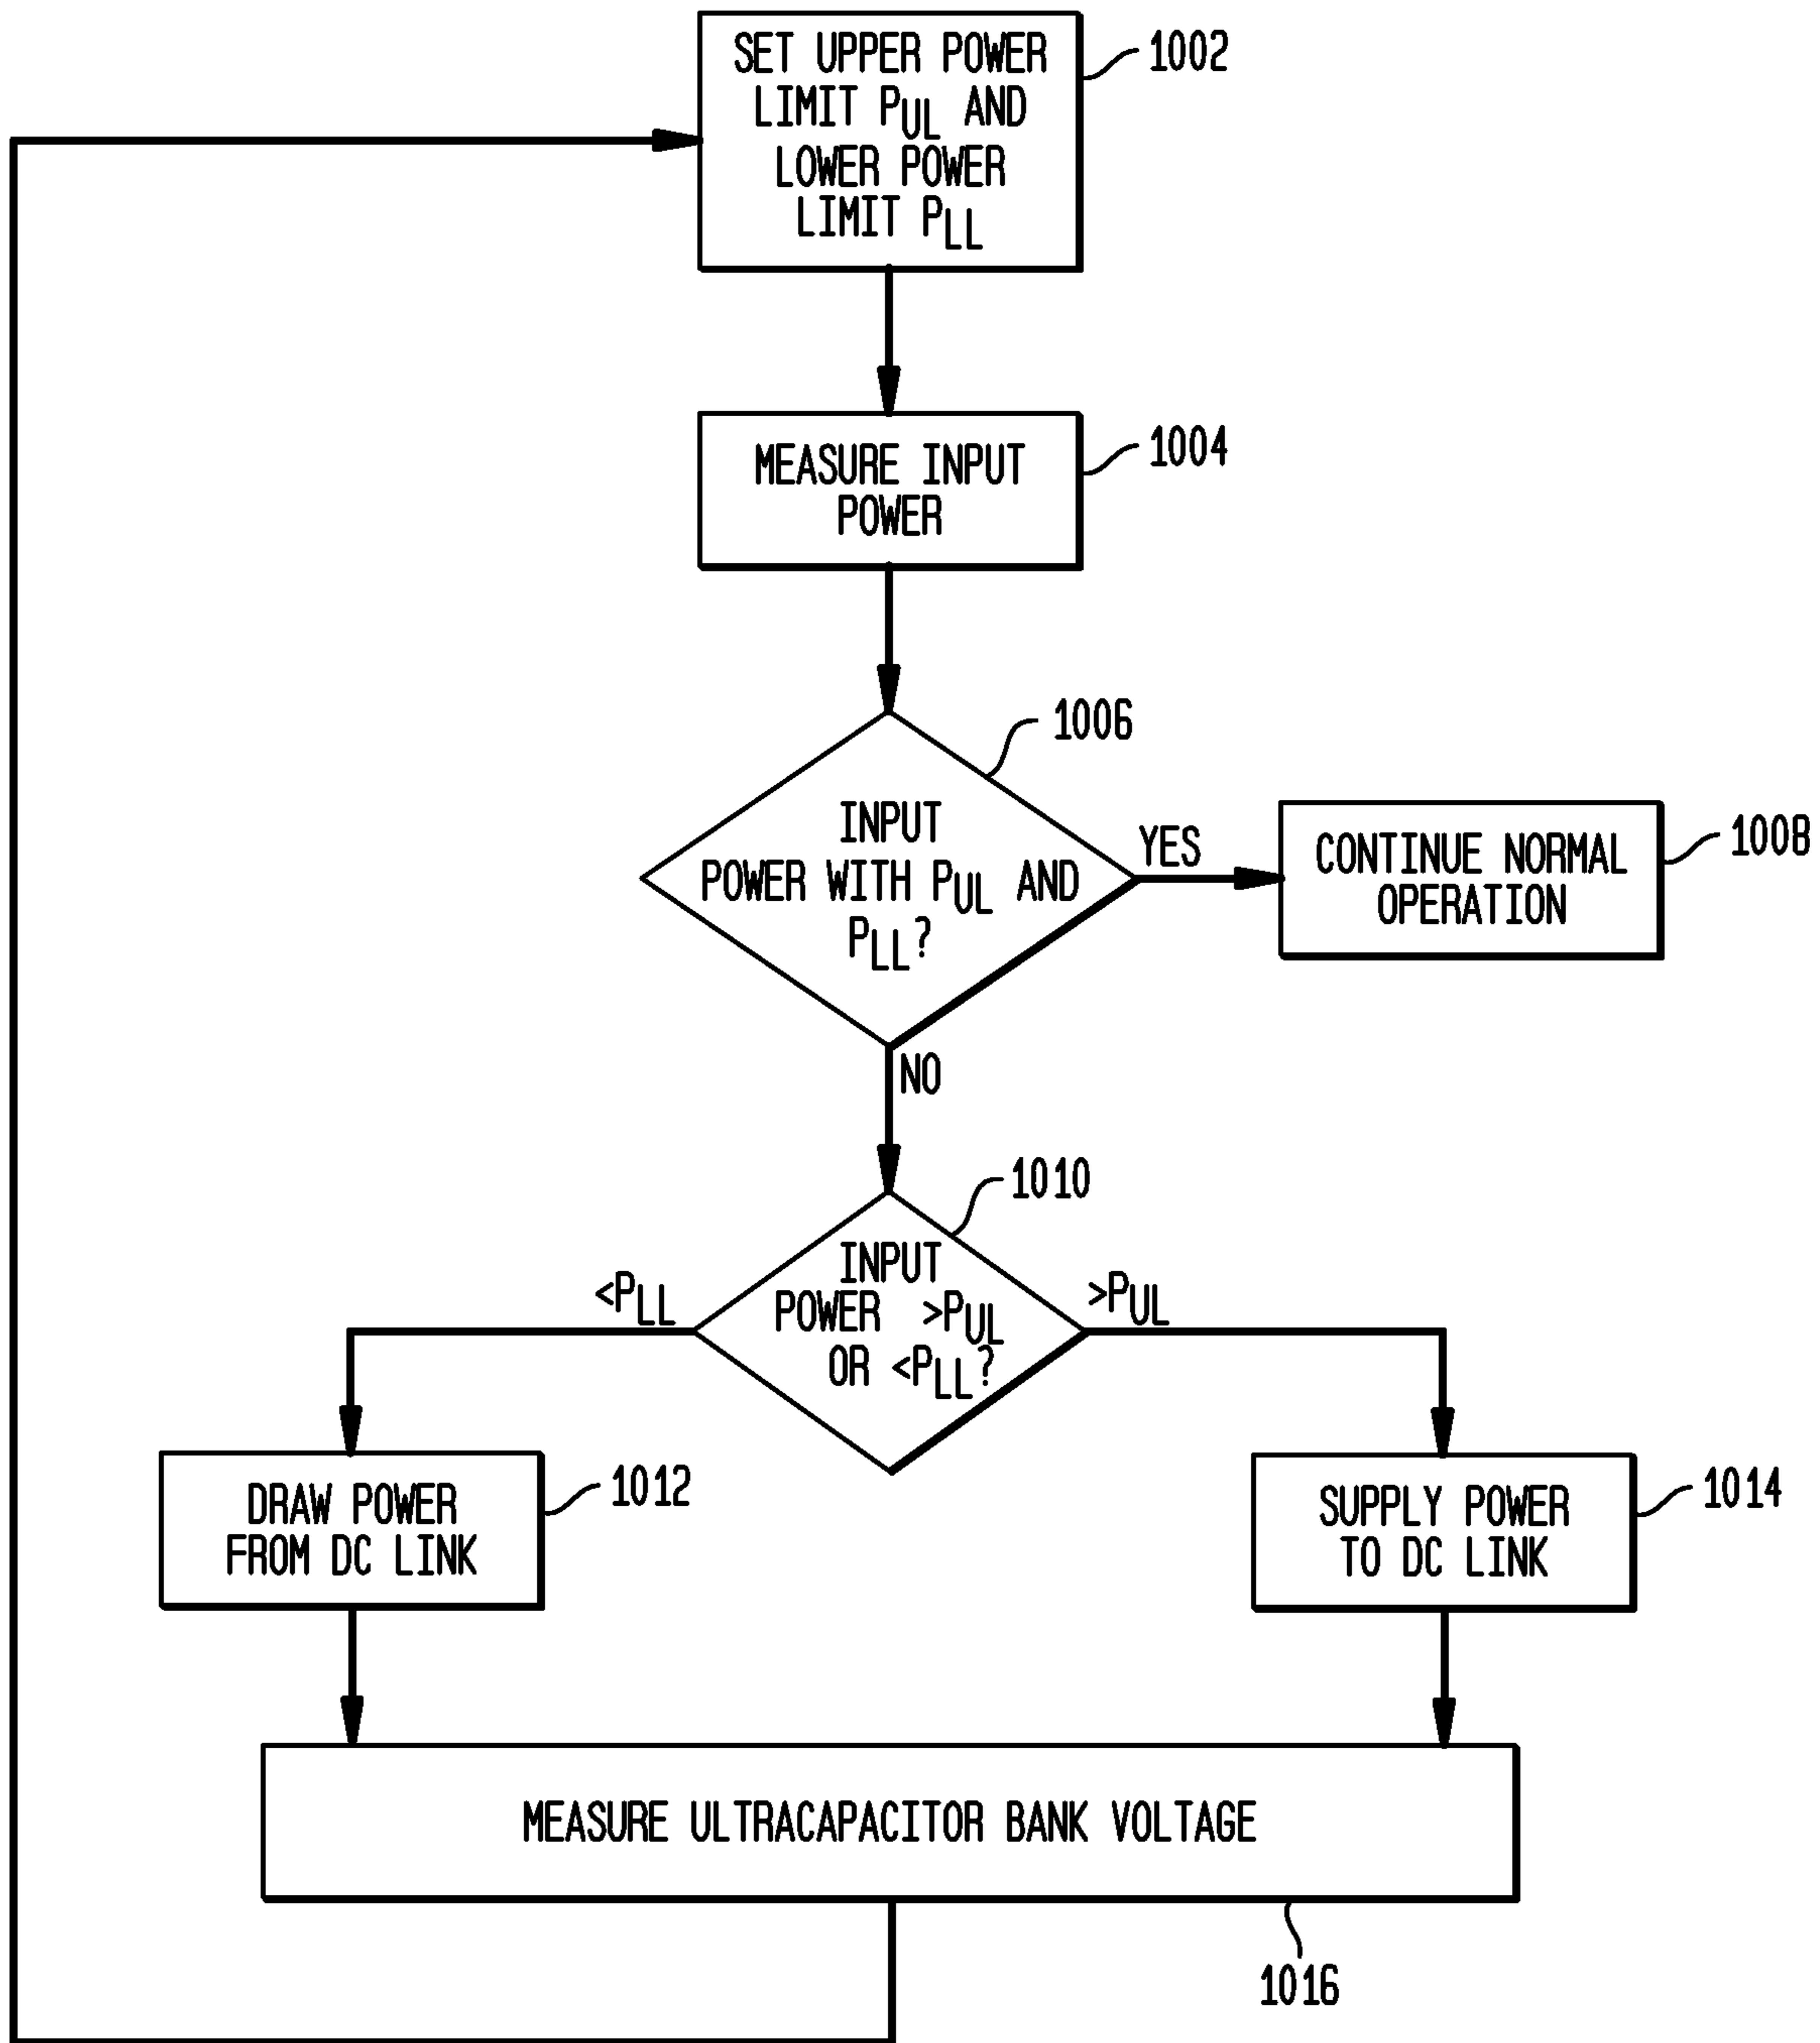 SET UPPER POWER
LIMIT PUL AND
LOWER POWER
LIMIT PLL
1002
MEASURE INPUT
POWER
1004
1006
INPUT
POWER WITH PUL AND
PLL?
YES
CONTINUE NORMAL
OPERATION
1008
NO
1010
INPUT
POWER >PUL
OR <PLL?
<PLL
>PUL
DRAW POWER
FROM DC LINK
1012
SUPPLY POWER
TO DC LINK
1014
MEASURE ULTRACAPACITOR BANK VOLTAGE
1016